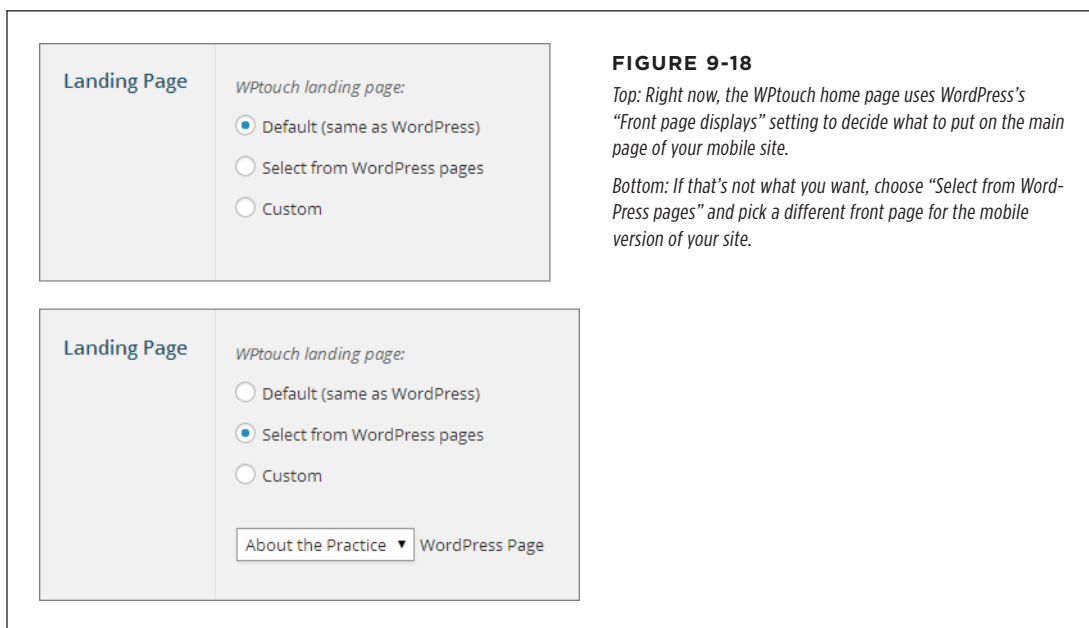 Landing Page
WPtouch landing page:
Default (same as WordPress)
Select from WordPress pages
Custom
FIGURE 9-18
Top: Right now, the WPtouch home page uses WordPress's
"Front page displays" setting to decide what to put on the main
page of your mobile site.
Bottom: If that's not what you want, choose "Select from Word-
Press pages" and pick a different front page for the mobile
version of your site.
Landing Page
WPtouch landing page:
Default (same as WordPress)
Select from WordPress pages
Custom
About the Practice ▼ WordPress Page